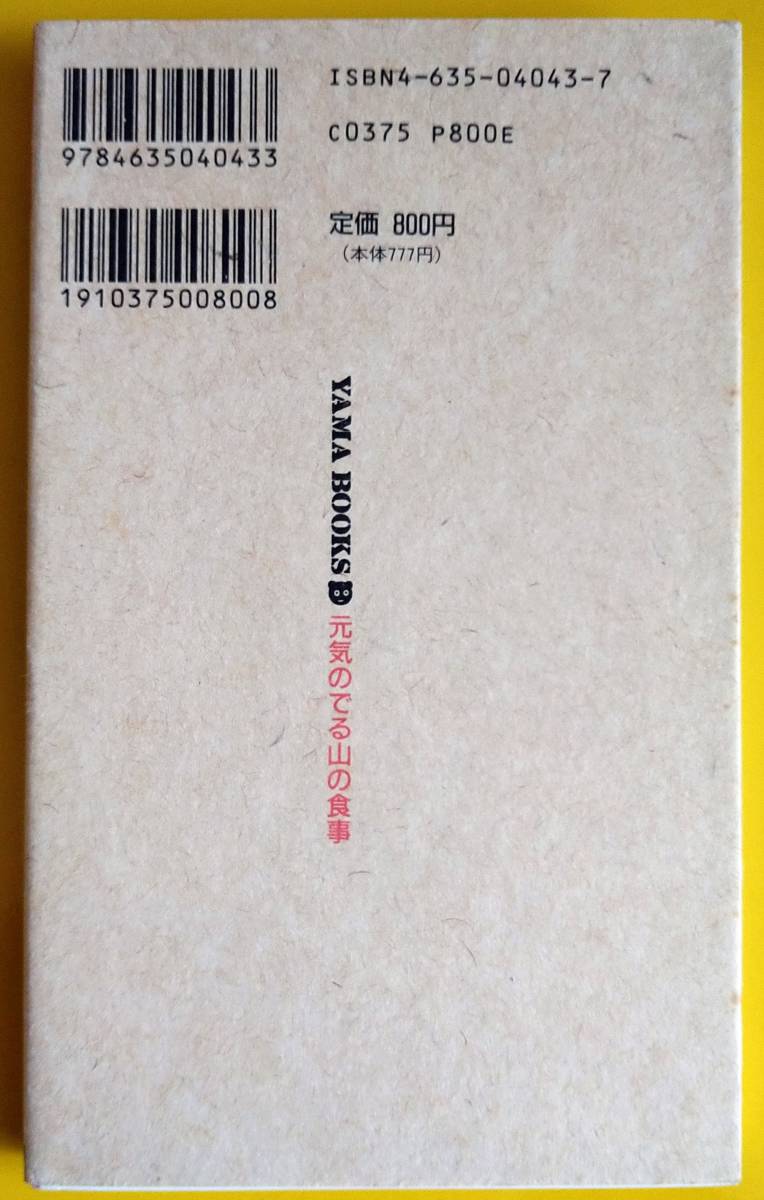 9784635040433
ISBN4-635-04043-7
C0375 P800E
1910375008008
定価 800円
(本体777円)
YAMA BOOKS 元気のでる山の食事